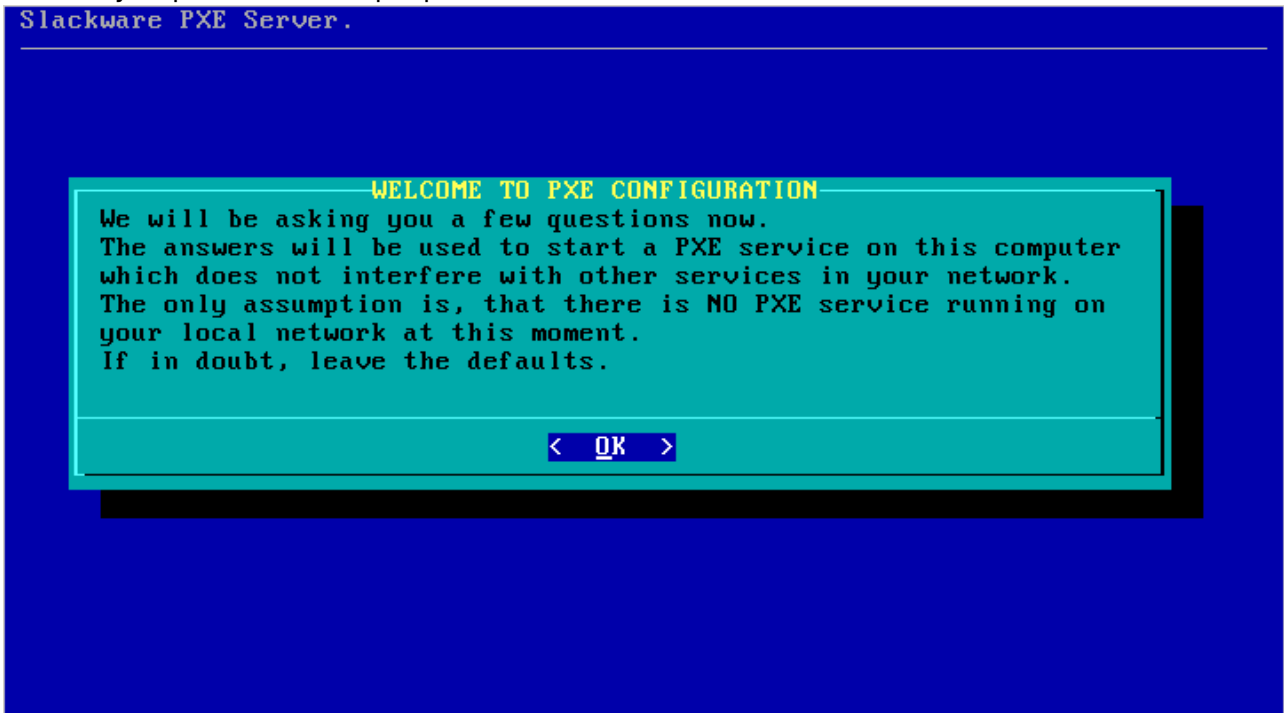 Slackware PXE Server.
WELCOME TO PXE CONFIGURATION
We will be asking you a few questions now.
The answers will be used to start a PXE service on this computer
which does not interfere with other services in your network.
The only assumption is, that there is NO PXE service running on
your local network at this moment.
If in doubt, leave the defaults.
< OK >